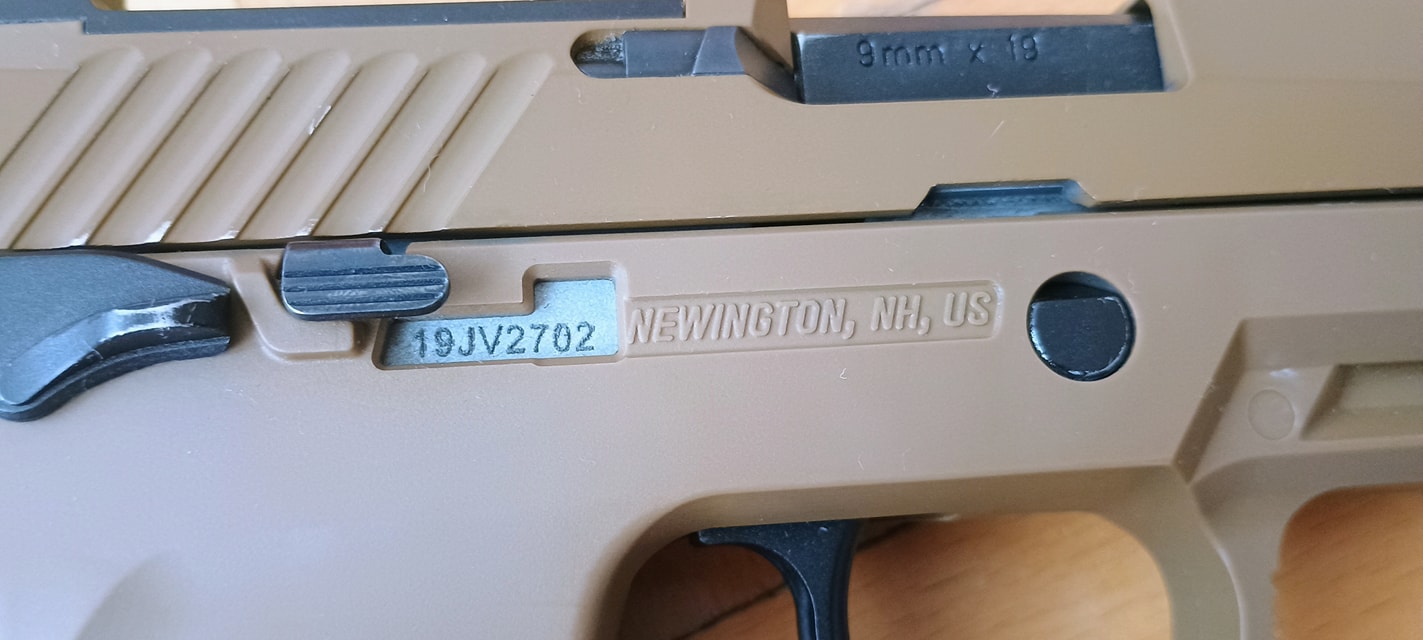 9mm x 19
19JV2702
NEWINGTON, NH, US